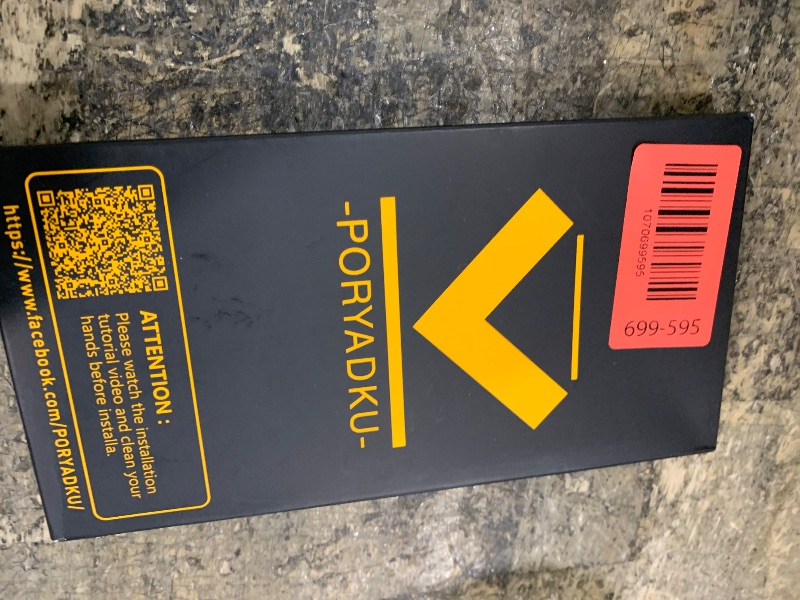 1070699595
699-595
-PORYADKU-
ATTENTION :
Please watch the installation
tutorial video and clean your
hands before installa.
https://www.facebook.com/PORYADKU/